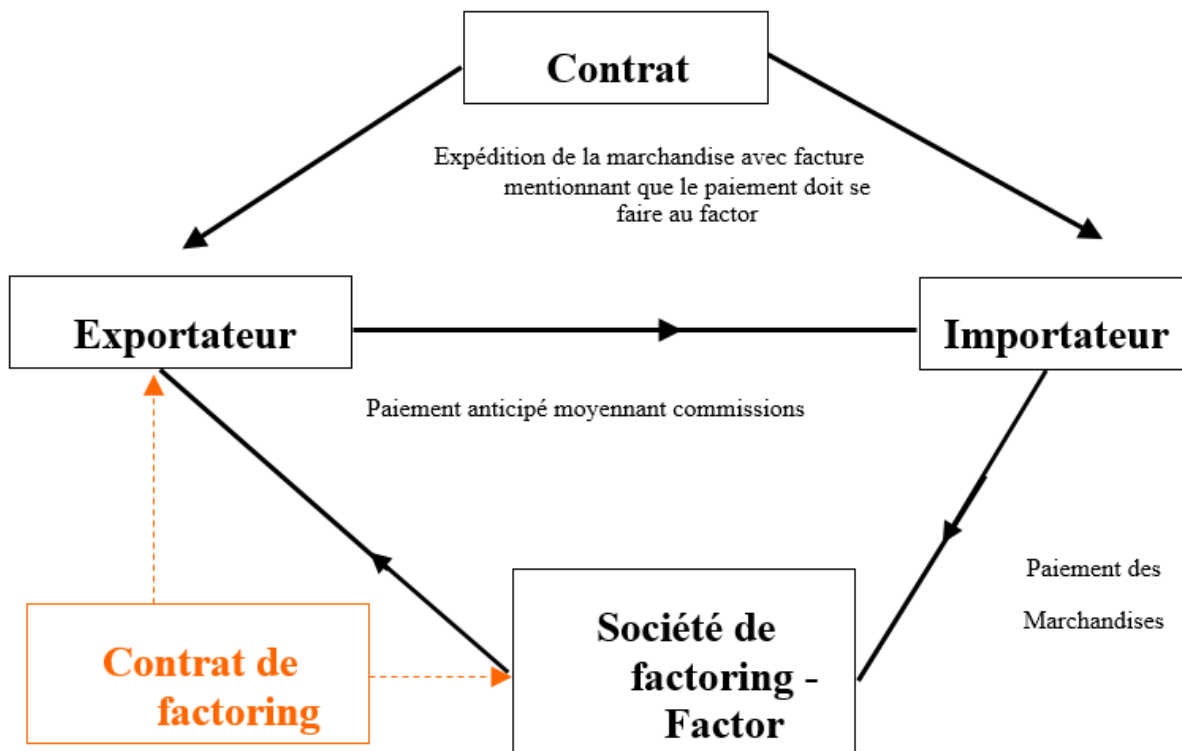 Contrat
Expédition de la marchandise avec facture
mentionnant que le paiement doit se
faire au factor
Exportateur
Importateur
Paiement anticipé moyennant commissions
Paiement des
Marchandises
Société de
factoring -
Factor
Contrat de
factoring